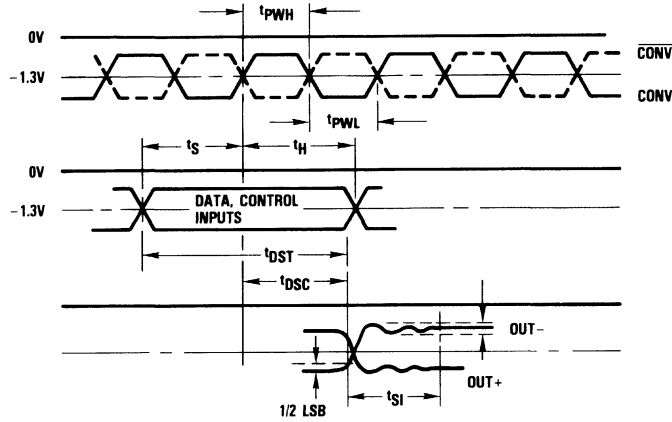 tPWH
0V
CONV
−1.3V
CONV
tPWL
tS
tH
0V
−1.3V
DATA, CONTROL
INPUTS
tDST
tDSC
OUT−
OUT+
tSI
1/2 LSB